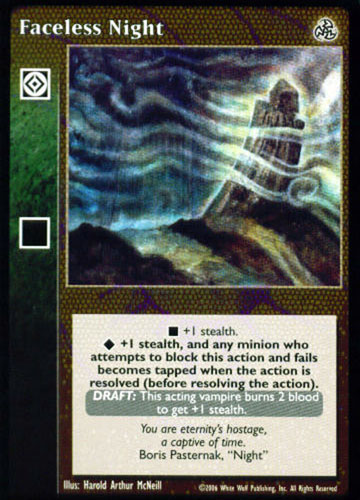 Faceless Night
+1 stealth.
+1 stealth, and any minion who
attempts to block this action and fails
becomes tapped when the action is
resolved (before resolving the action).
DRAFT: This acting vampire burns 2 blood
to get +1 stealth.
You are eternity's hostage,
a captive of time.
Boris Pasternak, “Night”
Illus: Harold Arthur McNeill
©2006 White Wolf Publishing, Inc. All Rights Reserved.